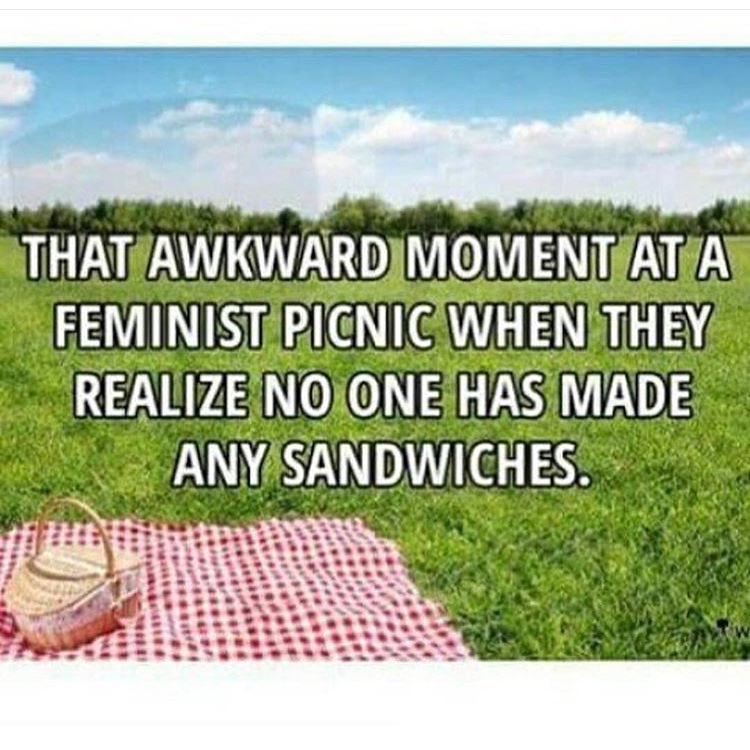 THAT AWKWARD MOMENT AT A
FEMINIST PICNIC WHEN THEY
REALIZE NO ONE HAS MADE
ANY SANDWICHES.